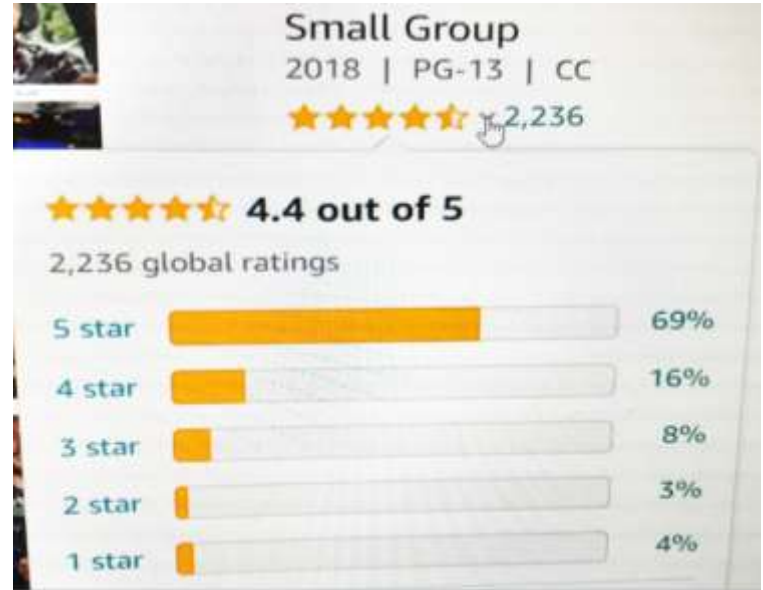 Small Group
2018 | PG-13 | CC
2,236
4.4 out of 5
2,236 global ratings
5 star 69%
4 star 16%
3 star 8%
2 star 3%
1 star 4%